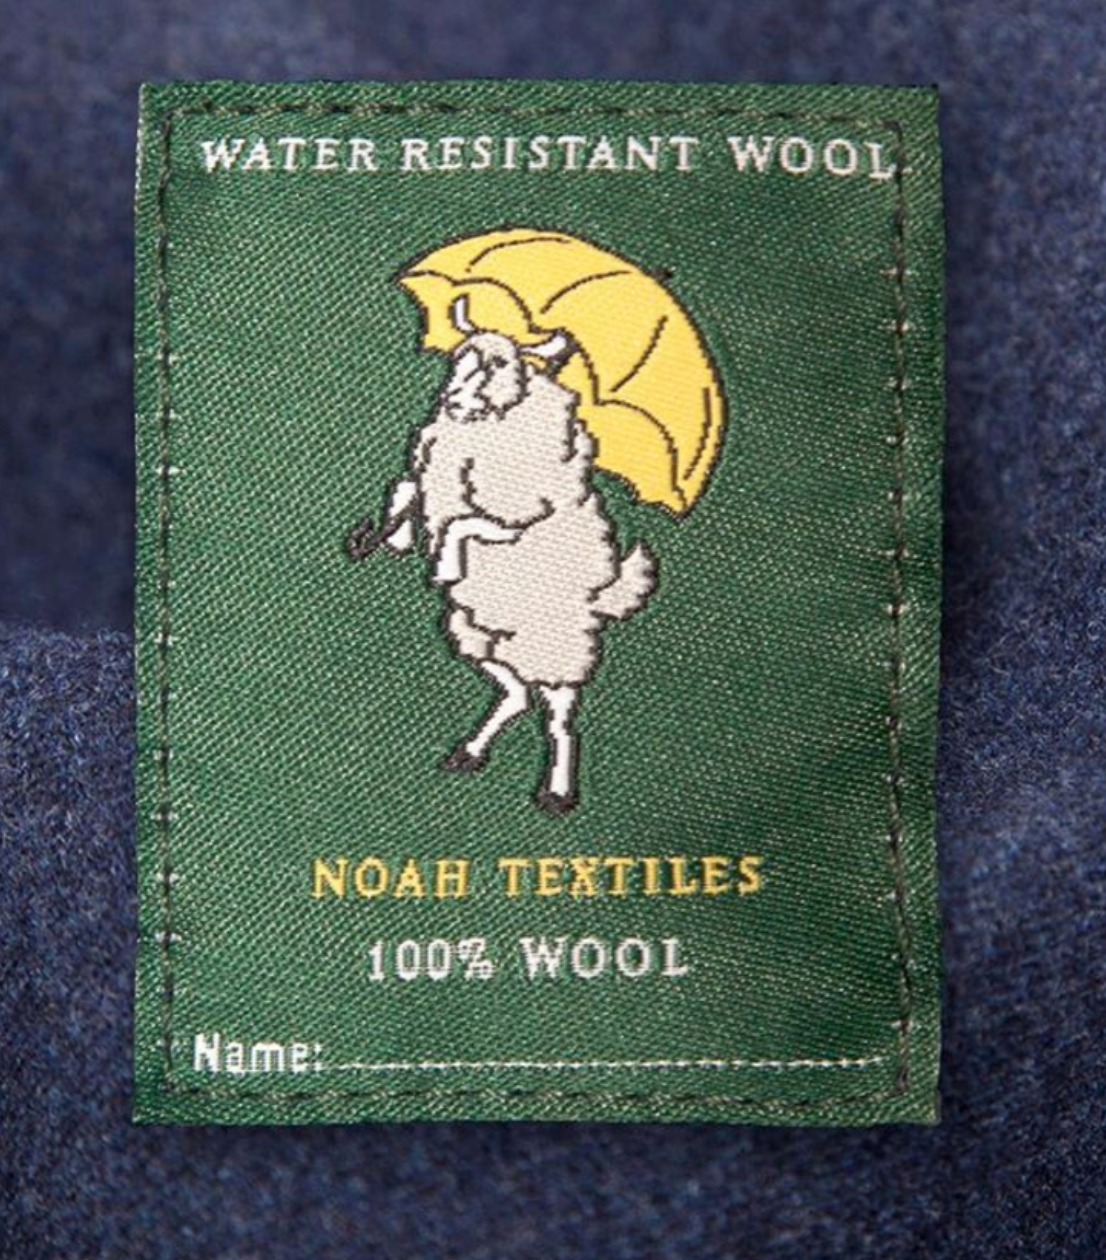 WATER RESISTANT WOOL
NOAH TEXTILES
100% WOOL
Name: